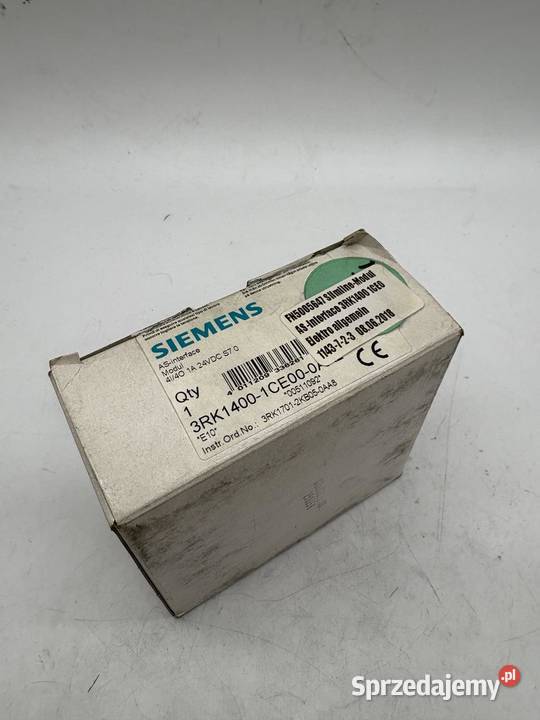 SIEMENS
AS-Interface
Modul
4I/4O 1A 24VDC S7.0
Qty
1
3RK1400-1CE00-0A
*E10*
*00511092*
Instr.Ord.No.: 3RK1701-2KB05-0AA8
EN5005647 Slimline-Modul
AS-Interface 3RK1400 1CE0
Elektro allgemein
1143-7-2-3 08.06.2018
CE
Sprzedajemy.pl